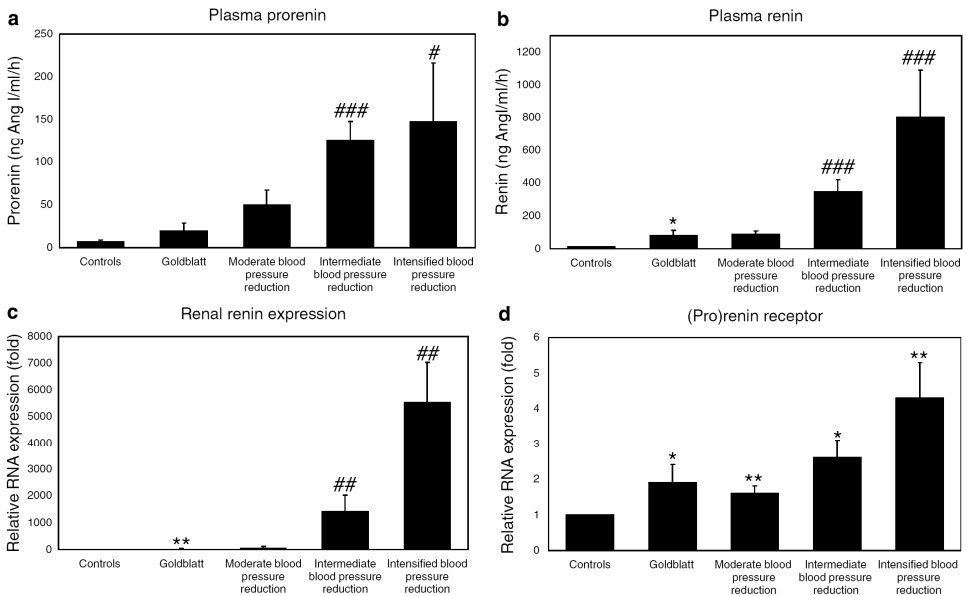 a
Plasma prorenin
Prorenin (ng Ang I/ml/h)
250
200
150
100
50
0
###
#
Controls
Goldblatt
Moderate blood
pressure
reduction
Intermediate
blood pressure
reduction
Intensified blood
pressure
reduction
b
Plasma renin
Renin (ng AngI/ml/h)
1200
1000
800
600
400
200
0
*
###
###
Controls
Goldblatt
Moderate blood
pressure
reduction
Intermediate
blood pressure
reduction
Intensified blood
pressure
reduction
c
Renal renin expression
Relative RNA expression (fold)
8000
7000
6000
5000
4000
3000
2000
1000
0
**
##
##
Controls
Goldblatt
Moderate blood
pressure
reduction
Intermediate
blood pressure
reduction
Intensified blood
pressure
reduction
d
(Pro)renin receptor
Relative RNA expression (fold)
6
5
4
3
2
1
0
*
**
*
**
Controls
Goldblatt
Moderate blood
pressure
reduction
Intermediate
blood pressure
reduction
Intensified blood
pressure
reduction